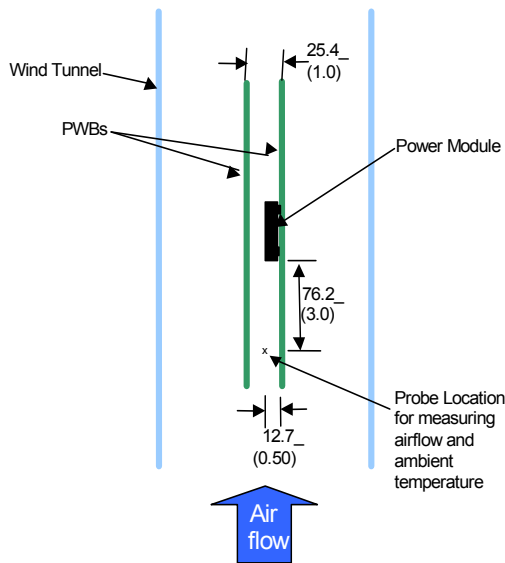 25.4_
(1.0)
Wind Tunnel
PWBs
Power Module
76.2_
(3.0)
x
Probe Location
for measuring
airflow and
ambient
temperature
12.7_
(0.50)
Air
flow